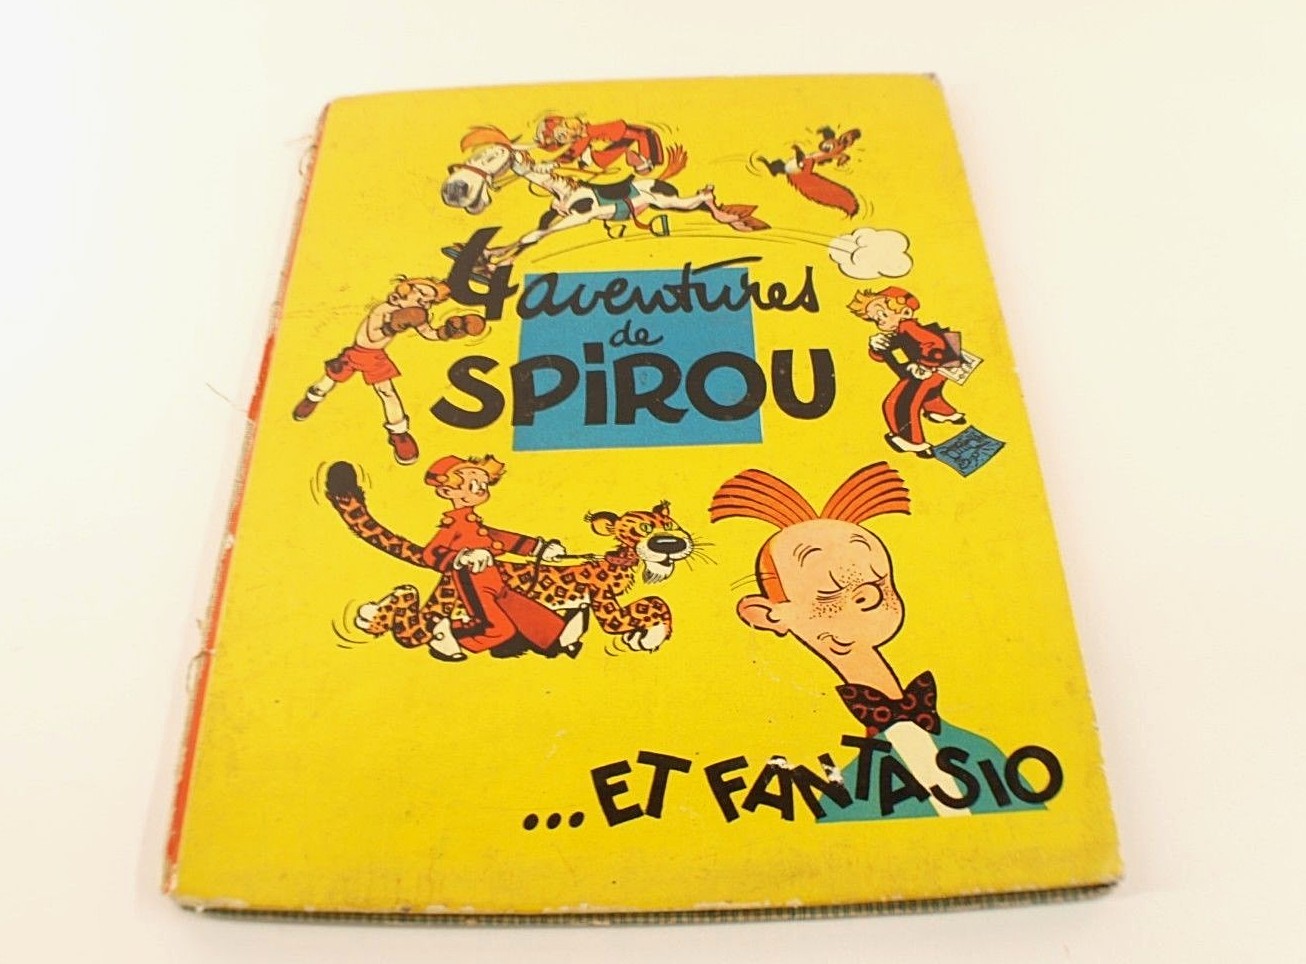 4 aventures
de
SPiROU
...ET FANTASIO